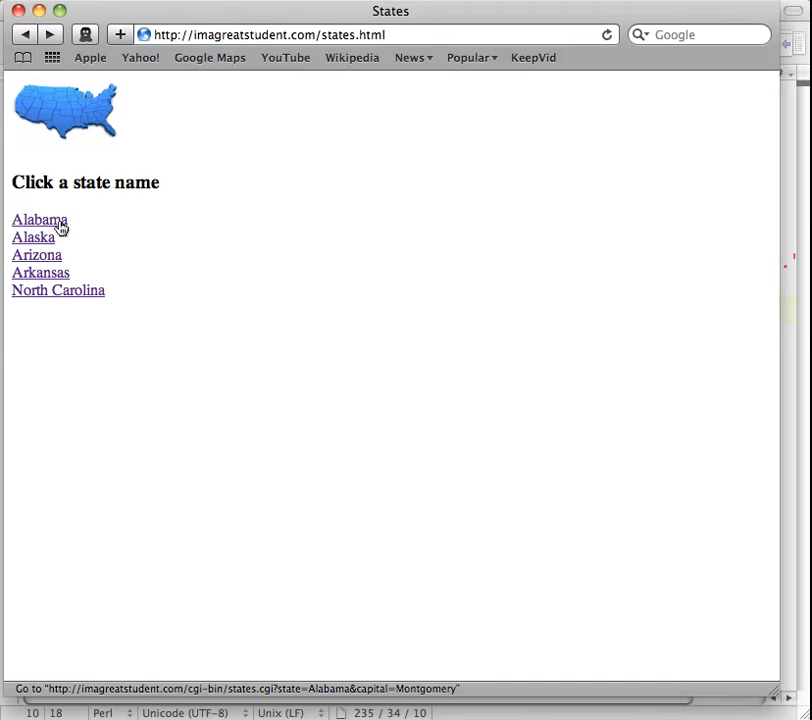 States
http://imagreatstudent.com/states.html
Google
Apple Yahoo! Google Maps YouTube Wikipedia News Popular KeepVid
Click a state name
Alabama
Alaska
Arizona
Arkansas
North Carolina
Go to "http://imagreatstudent.com/cgi-bin/states.cgi?state=Alabama&capital=Montgomery"
10 18 Perl Unicode (UTF-8) Unix (LF) 235 / 34 / 10